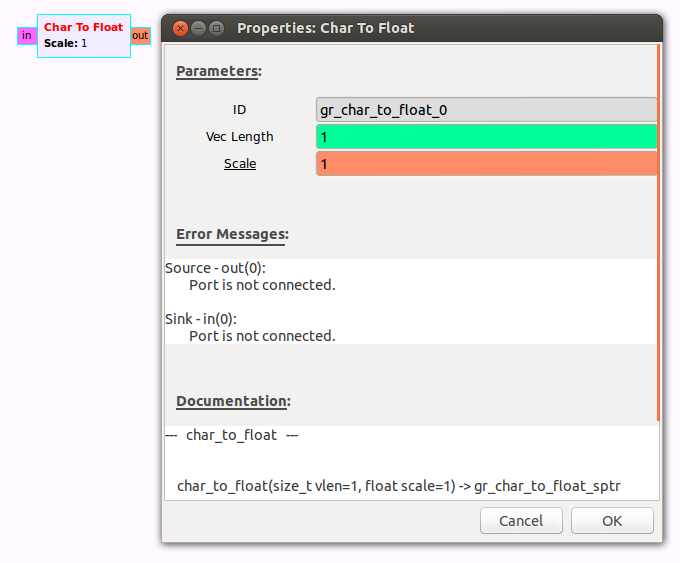 in
Char To Float
Scale: 1
out
Properties: Char To Float
Parameters:
ID
gr_char_to_float_0
Vec Length
1
Scale
1
Error Messages:
Source - out(0):
Port is not connected.
Sink - in(0):
Port is not connected.
Documentation:
--- char_to_float ---
char_to_float(size_t vlen=1, float scale=1) -> gr_char_to_float_sptr
Cancel
OK